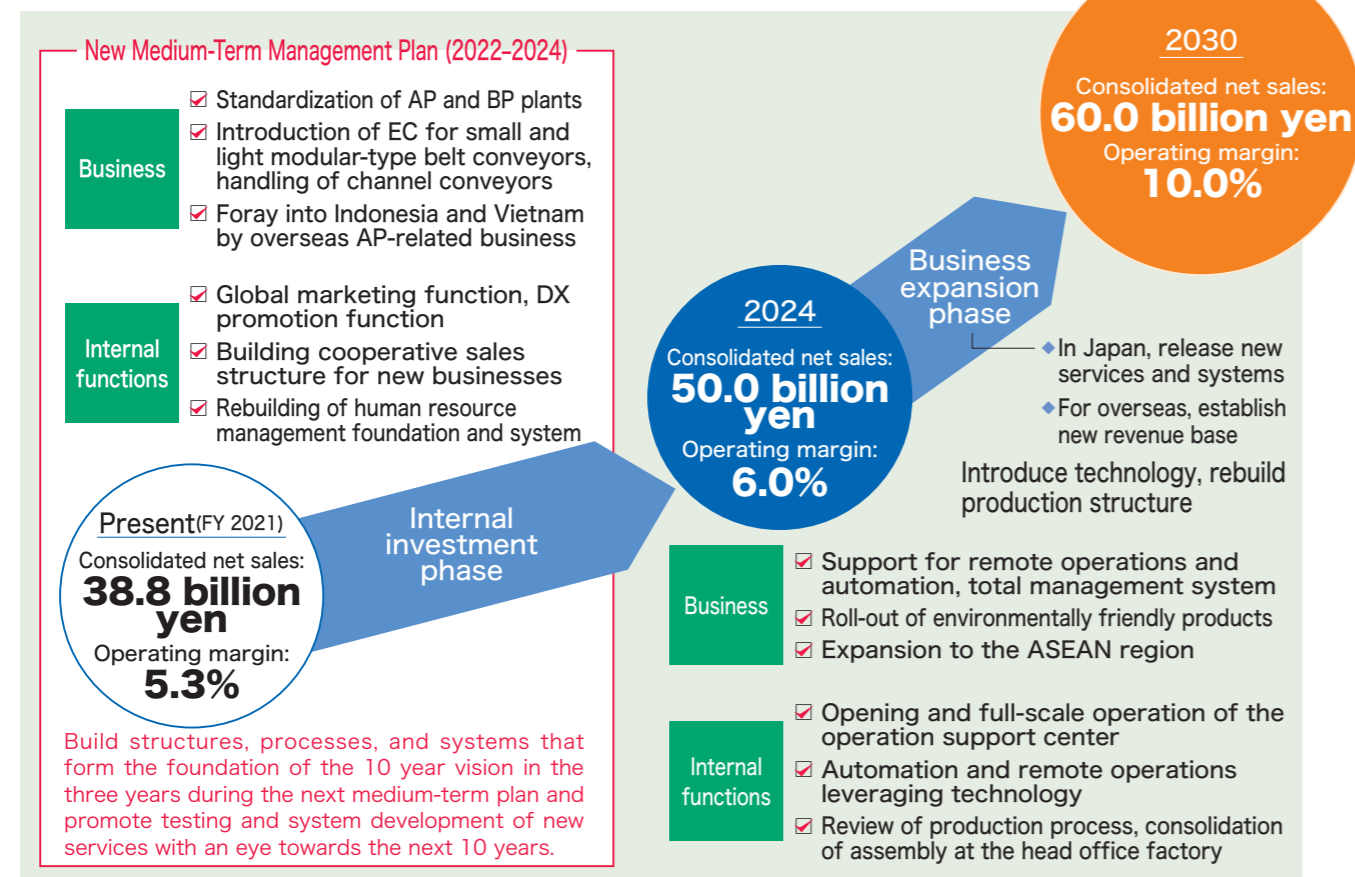 New Medium-Term Management Plan (2022–2024)
Business
Standardization of AP and BP plants
Introduction of EC for small and
light modular-type belt conveyors,
handling of channel conveyors
Foray into Indonesia and Vietnam
by overseas AP-related business
Internal
functions
Global marketing function, DX
promotion function
Building cooperative sales
structure for new businesses
Rebuilding of human resource
management foundation and system
Present(FY 2021)
Consolidated net sales:
38.8 billion
yen
Operating margin:
5.3%
Internal
investment
phase
Build structures, processes, and systems that
form the foundation of the 10 year vision in the
three years during the next medium-term plan and
promote testing and system development of new
services with an eye towards the next 10 years.
2024
Consolidated net sales:
50.0 billion
yen
Operating margin:
6.0%
Business
expansion
phase
2030
Consolidated net sales:
60.0 billion yen
Operating margin:
10.0%
◆In Japan, release new
services and systems
◆For overseas, establish
new revenue base
Introduce technology, rebuild
production structure
Business
Support for remote operations and
automation, total management system
Roll-out of environmentally friendly products
Expansion to the ASEAN region
Internal
functions
Opening and full-scale operation of the
operation support center
Automation and remote operations
leveraging technology
Review of production process, consolidation
of assembly at the head office factory